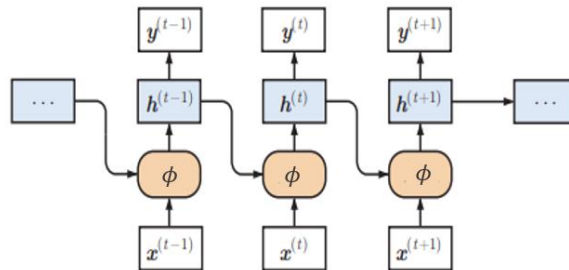 y^(t−1) y^(t) y^(t+1)
... h^(t−1) h^(t) h^(t+1) ...
ϕ ϕ ϕ
x^(t−1) x^(t) x^(t+1)